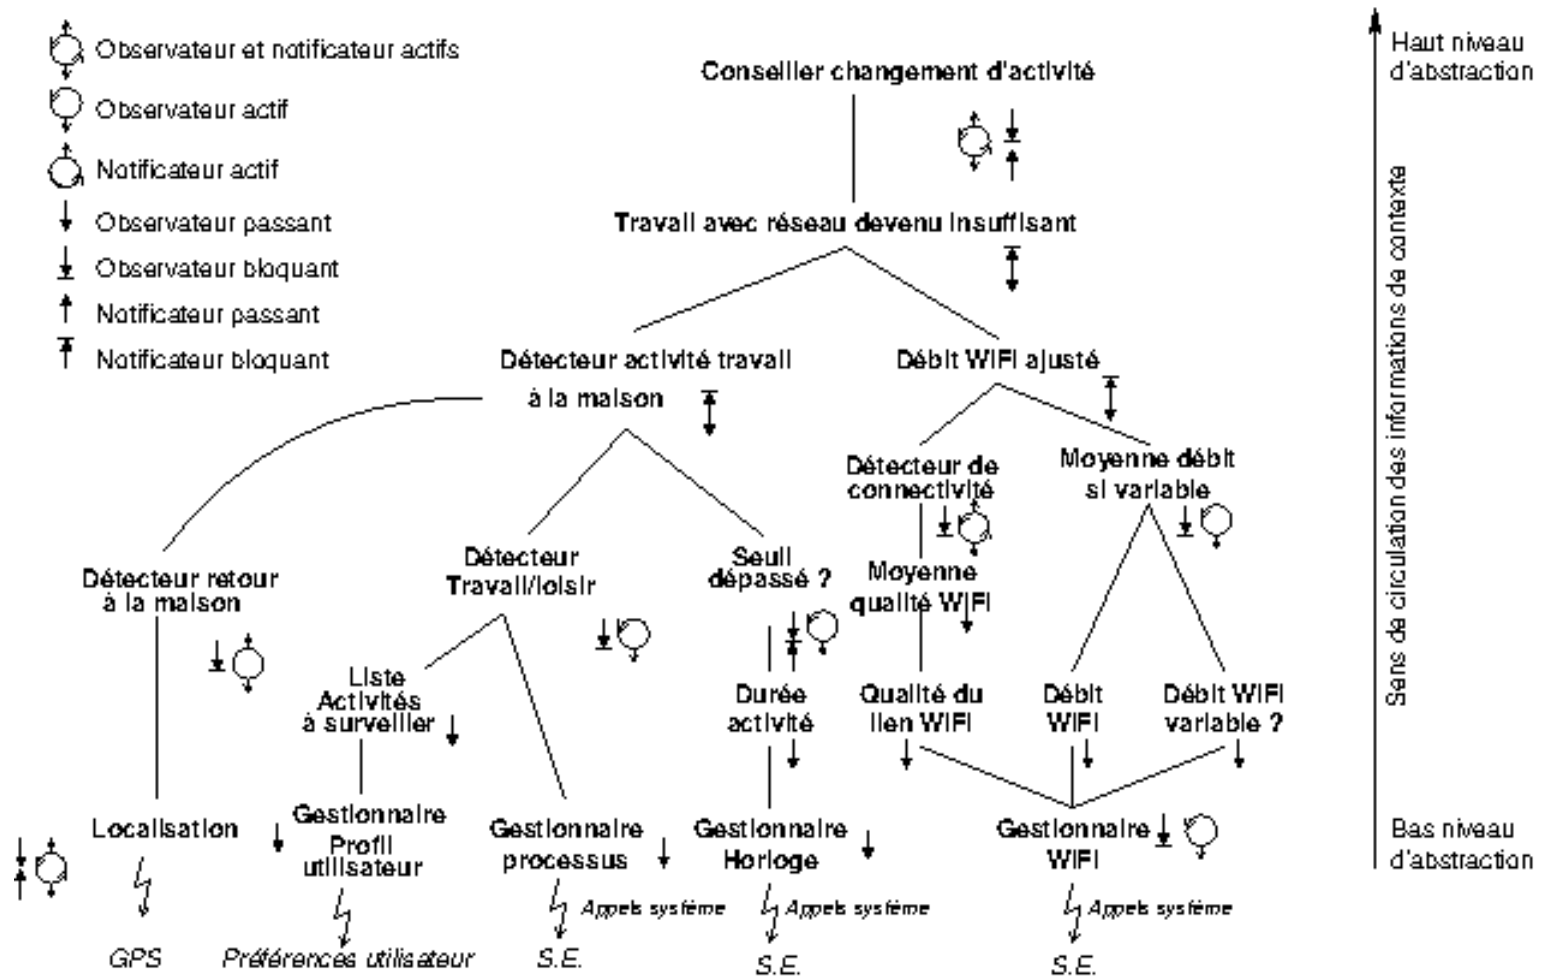 Observateur et notificateur actifs
Observateur actif
Notificateur actif
Observateur passant
Observateur bloquant
Notificateur passant
Notificateur bloquant
Conseiller changement d'activité
Travail avec réseau devenu insuffisant
Détecteur activité travail
à la maison
Débit WIFI ajusté
Détecteur de
connectivité
Moyenne débit
si variable
Détecteur retour
à la maison
Détecteur
Travail/loisir
Seuil
dépassé ?
Moyenne
qualité WIFI
Liste
Activités
à surveiller
Durée
activité
Qualité du
lien WIFI
Débit
WIFI
Débit WIFI
variable ?
Localisation
Gestionnaire
Profil
utilisateur
Gestionnaire
processus
Gestionnaire
Horloge
Gestionnaire
WIFI
Appels système
Appels système
Appels système
GPS
Préférences utilisateur
S.E.
S.E.
S.E.
Haut niveau
d'abstraction
Sens de circulation des informations de contexte
Bas niveau
d'abstraction